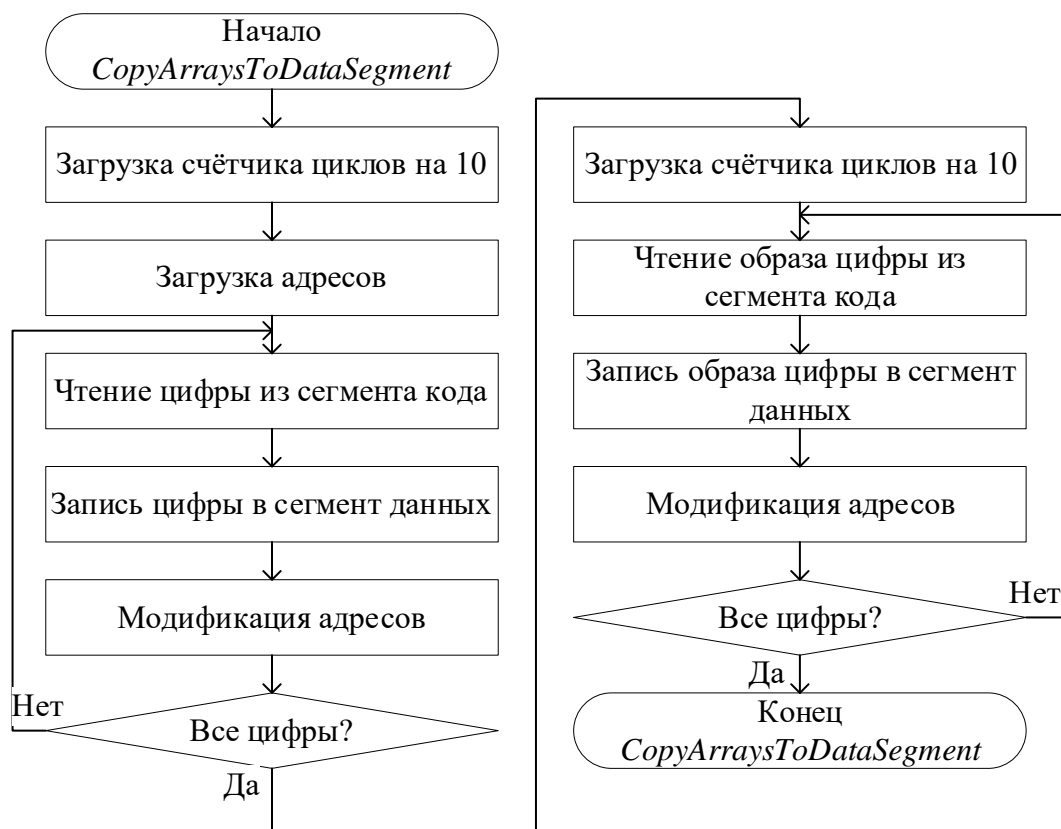 Начало
CopyArraysToDataSegment
Загрузка счётчика циклов на 10
Загрузка адресов
Чтение цифры из сегмента кода
Запись цифры в сегмент данных
Модификация адресов
Нет
Все цифры?
Да
Загрузка счётчика циклов на 10
Чтение образа цифры из
сегмента кода
Запись образа цифры в сегмент
данных
Модификация адресов
Нет
Все цифры?
Да
Конец
CopyArraysToDataSegment